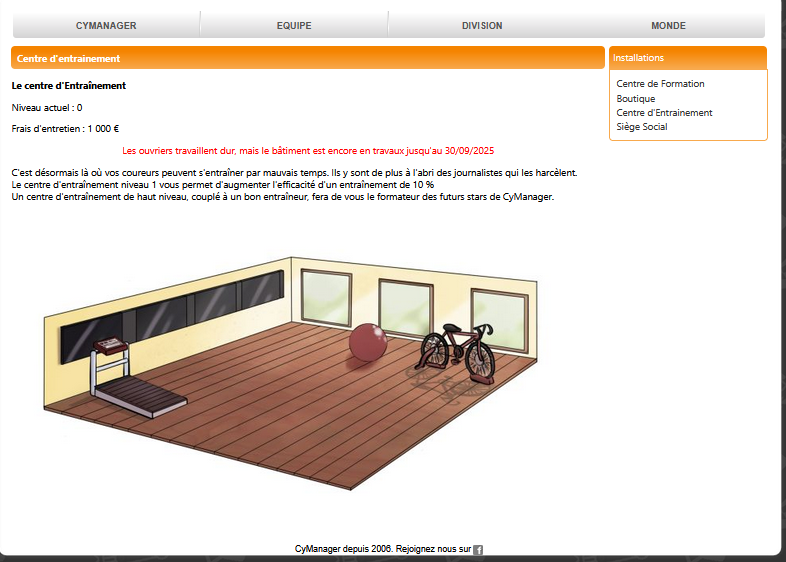 CYMANAGER EQUIPE DIVISION MONDE
Centre d'entrainement
Le centre d'Entraînement
Niveau actuel : 0
Frais d'entretien : 1 000 €
Les ouvriers travaillent dur, mais le bâtiment est encore en travaux jusqu'au 30/09/2025
C'est désormais là où vos coureurs peuvent s'entraîner par mauvais temps. Ils y sont de plus à l'abri des journalistes qui les harcèlent.
Le centre d'entraînement niveau 1 vous permet d'augmenter l'efficacité d'un entraînement de 10 %
Un centre d'entraînement de haut niveau, couplé à un bon entraîneur, fera de vous le formateur des futurs stars de CyManager.
Installations
Centre de Formation
Boutique
Centre d'Entrainement
Siège Social
CyManager depuis 2006. Rejoignez nous sur f